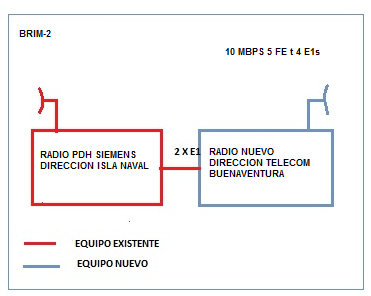 BRIM-2
10 MBPS 5 FE t 4 E1s
RADIO PDH SIEMENS
DIRECCION ISLA NAVAL
2 X E1
RADIO NUEVO
DIRECCION TELECOM
BUENAVENTURA
EQUIPO EXISTENTE
EQUIPO NUEVO